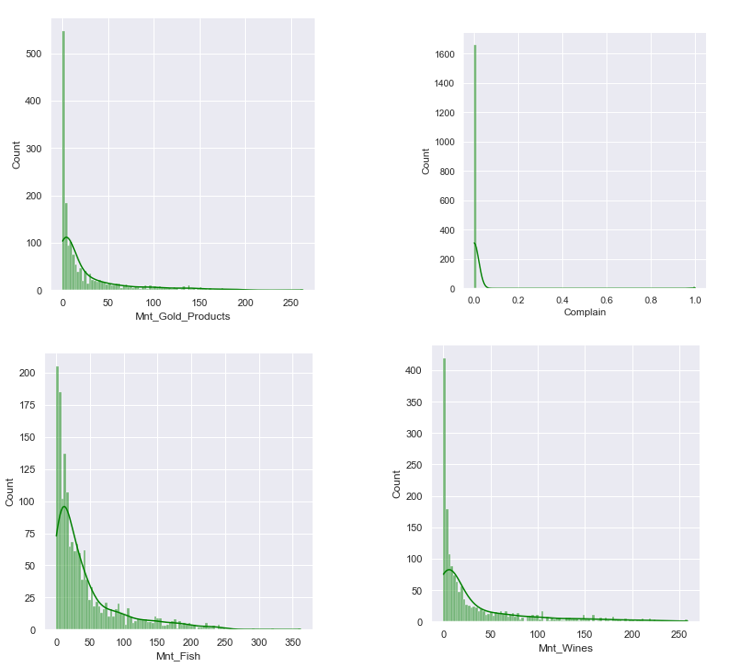 500
400
300
200
100
0
Count
0 50 100 150 200 250
Mnt_Gold_Products
1600
1400
1200
1000
800
600
400
200
0
Count
0.0 0.2 0.4 0.6 0.8 1.0
Complain
200
175
150
125
100
75
50
25
0
Count
0 50 100 150 200 250 300 350
Mnt_Fish
400
350
300
250
200
150
100
50
0
Count
0 50 100 150 200 250
Mnt_Wines